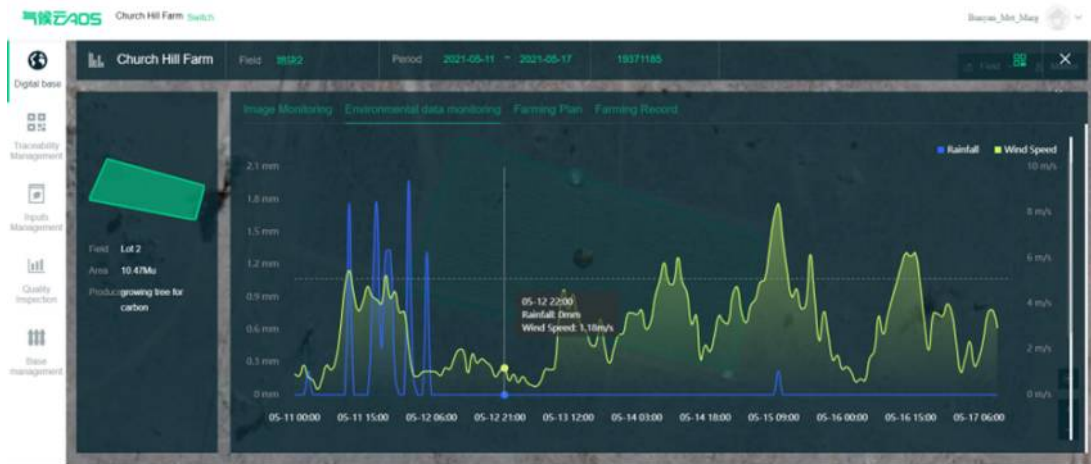 气候云AOS Church Hill Farm Switch
Digital base
Traceability
Management
Inputs
Management
Quality
Inspection
Base
management
Church Hill Farm Field 地块2 Period 2021-05-11 ~ 2021-05-17 19371185
Image Monitoring Environmental data monitoring Farming Plan Farming Record
Field Lot 2
Area 10.47Mu
Produce growing tree for
carbon
Rainfall Wind Speed
2.1 mm
1.8 mm
1.5 mm
1.2 mm
0.9 mm
0.6 mm
0.3 mm
0 mm
10 m/s
8 m/s
6 m/s
4 m/s
2 m/s
0 m/s
05-12 22:00
Rainfall: 0mm
Wind Speed: 1.18m/s
05-11 00:00 05-11 15:00 05-12 06:00 05-12 21:00 05-13 12:00 05-14 03:00 05-14 18:00 05-15 09:00 05-16 00:00 05-16 15:00 05-17 06:00